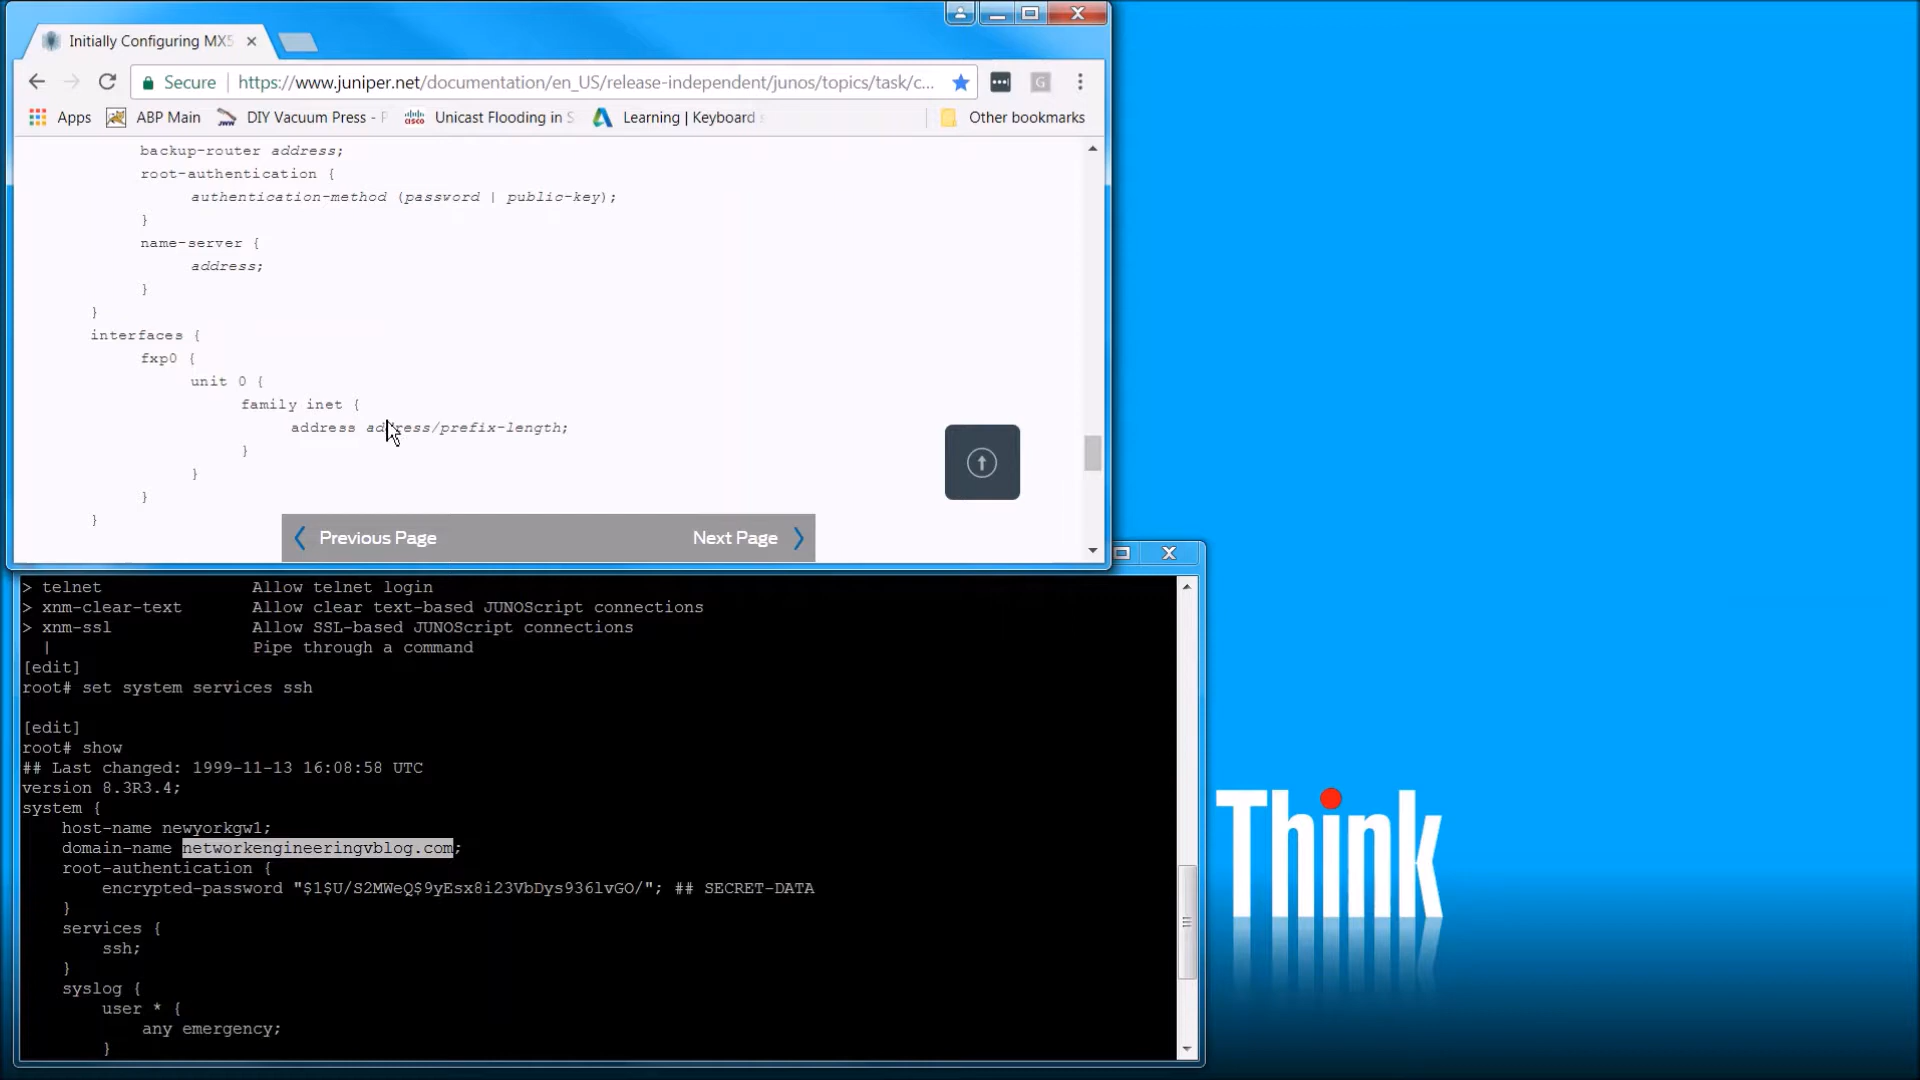 Initially Configuring MX5
Secure | https://www.juniper.net/documentation/en_US/release-independent/junos/topics/task/c...
Apps ABP Main DIY Vacuum Press - F Unicast Flooding in S Learning | Keyboard s Other bookmarks
backup-router address;
root-authentication {
authentication-method (password | public-key);
}
name-server {
address;
}
}
interfaces {
fxp0 {
unit 0 {
family inet {
address address/prefix-length;
}
}
}
}
Previous Page Next Page
> telnet Allow telnet login
> xnm-clear-text Allow clear text-based JUNOScript connections
> xnm-ssl Allow SSL-based JUNOScript connections
| Pipe through a command
[edit]
root# set system services ssh
[edit]
root# show
## Last changed: 1999-11-13 16:08:58 UTC
version 8.3R3.4;
system {
host-name newyorkgw1;
domain-name networkengineeringvblog.com;
root-authentication {
encrypted-password "$1$U/S2MWeQ$9yEsx8i23VbDys936lvGO/"; ## SECRET-DATA
}
services {
ssh;
}
syslog {
user * {
any emergency;
}
Think